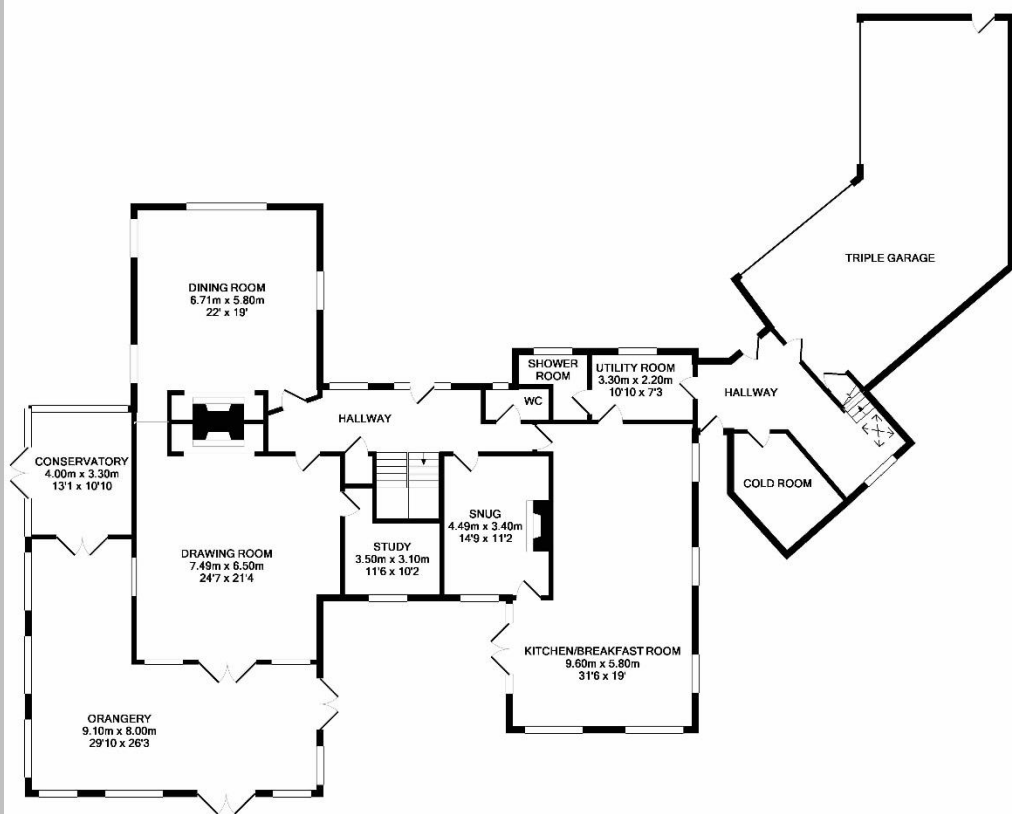 TRIPLE GARAGE
DINING ROOM
6.71m x 5.80m
22' x 19'
SHOWER
ROOM
UTILITY ROOM
3.30m x 2.20m
10'10 x 7'3
HALLWAY
WC
HALLWAY
CONSERVATORY
4.00m x 3.30m
13'1 x 10'10
COLD ROOM
SNUG
4.49m x 3.40m
14'9 x 11'2
DRAWING ROOM
7.49m x 6.50m
24'7 x 21'4
STUDY
3.50m x 3.10m
11'6 x 10'2
KITCHEN/BREAKFAST ROOM
9.60m x 5.80m
31'6 x 19'
ORANGERY
9.10m x 8.00m
29'10 x 26'3